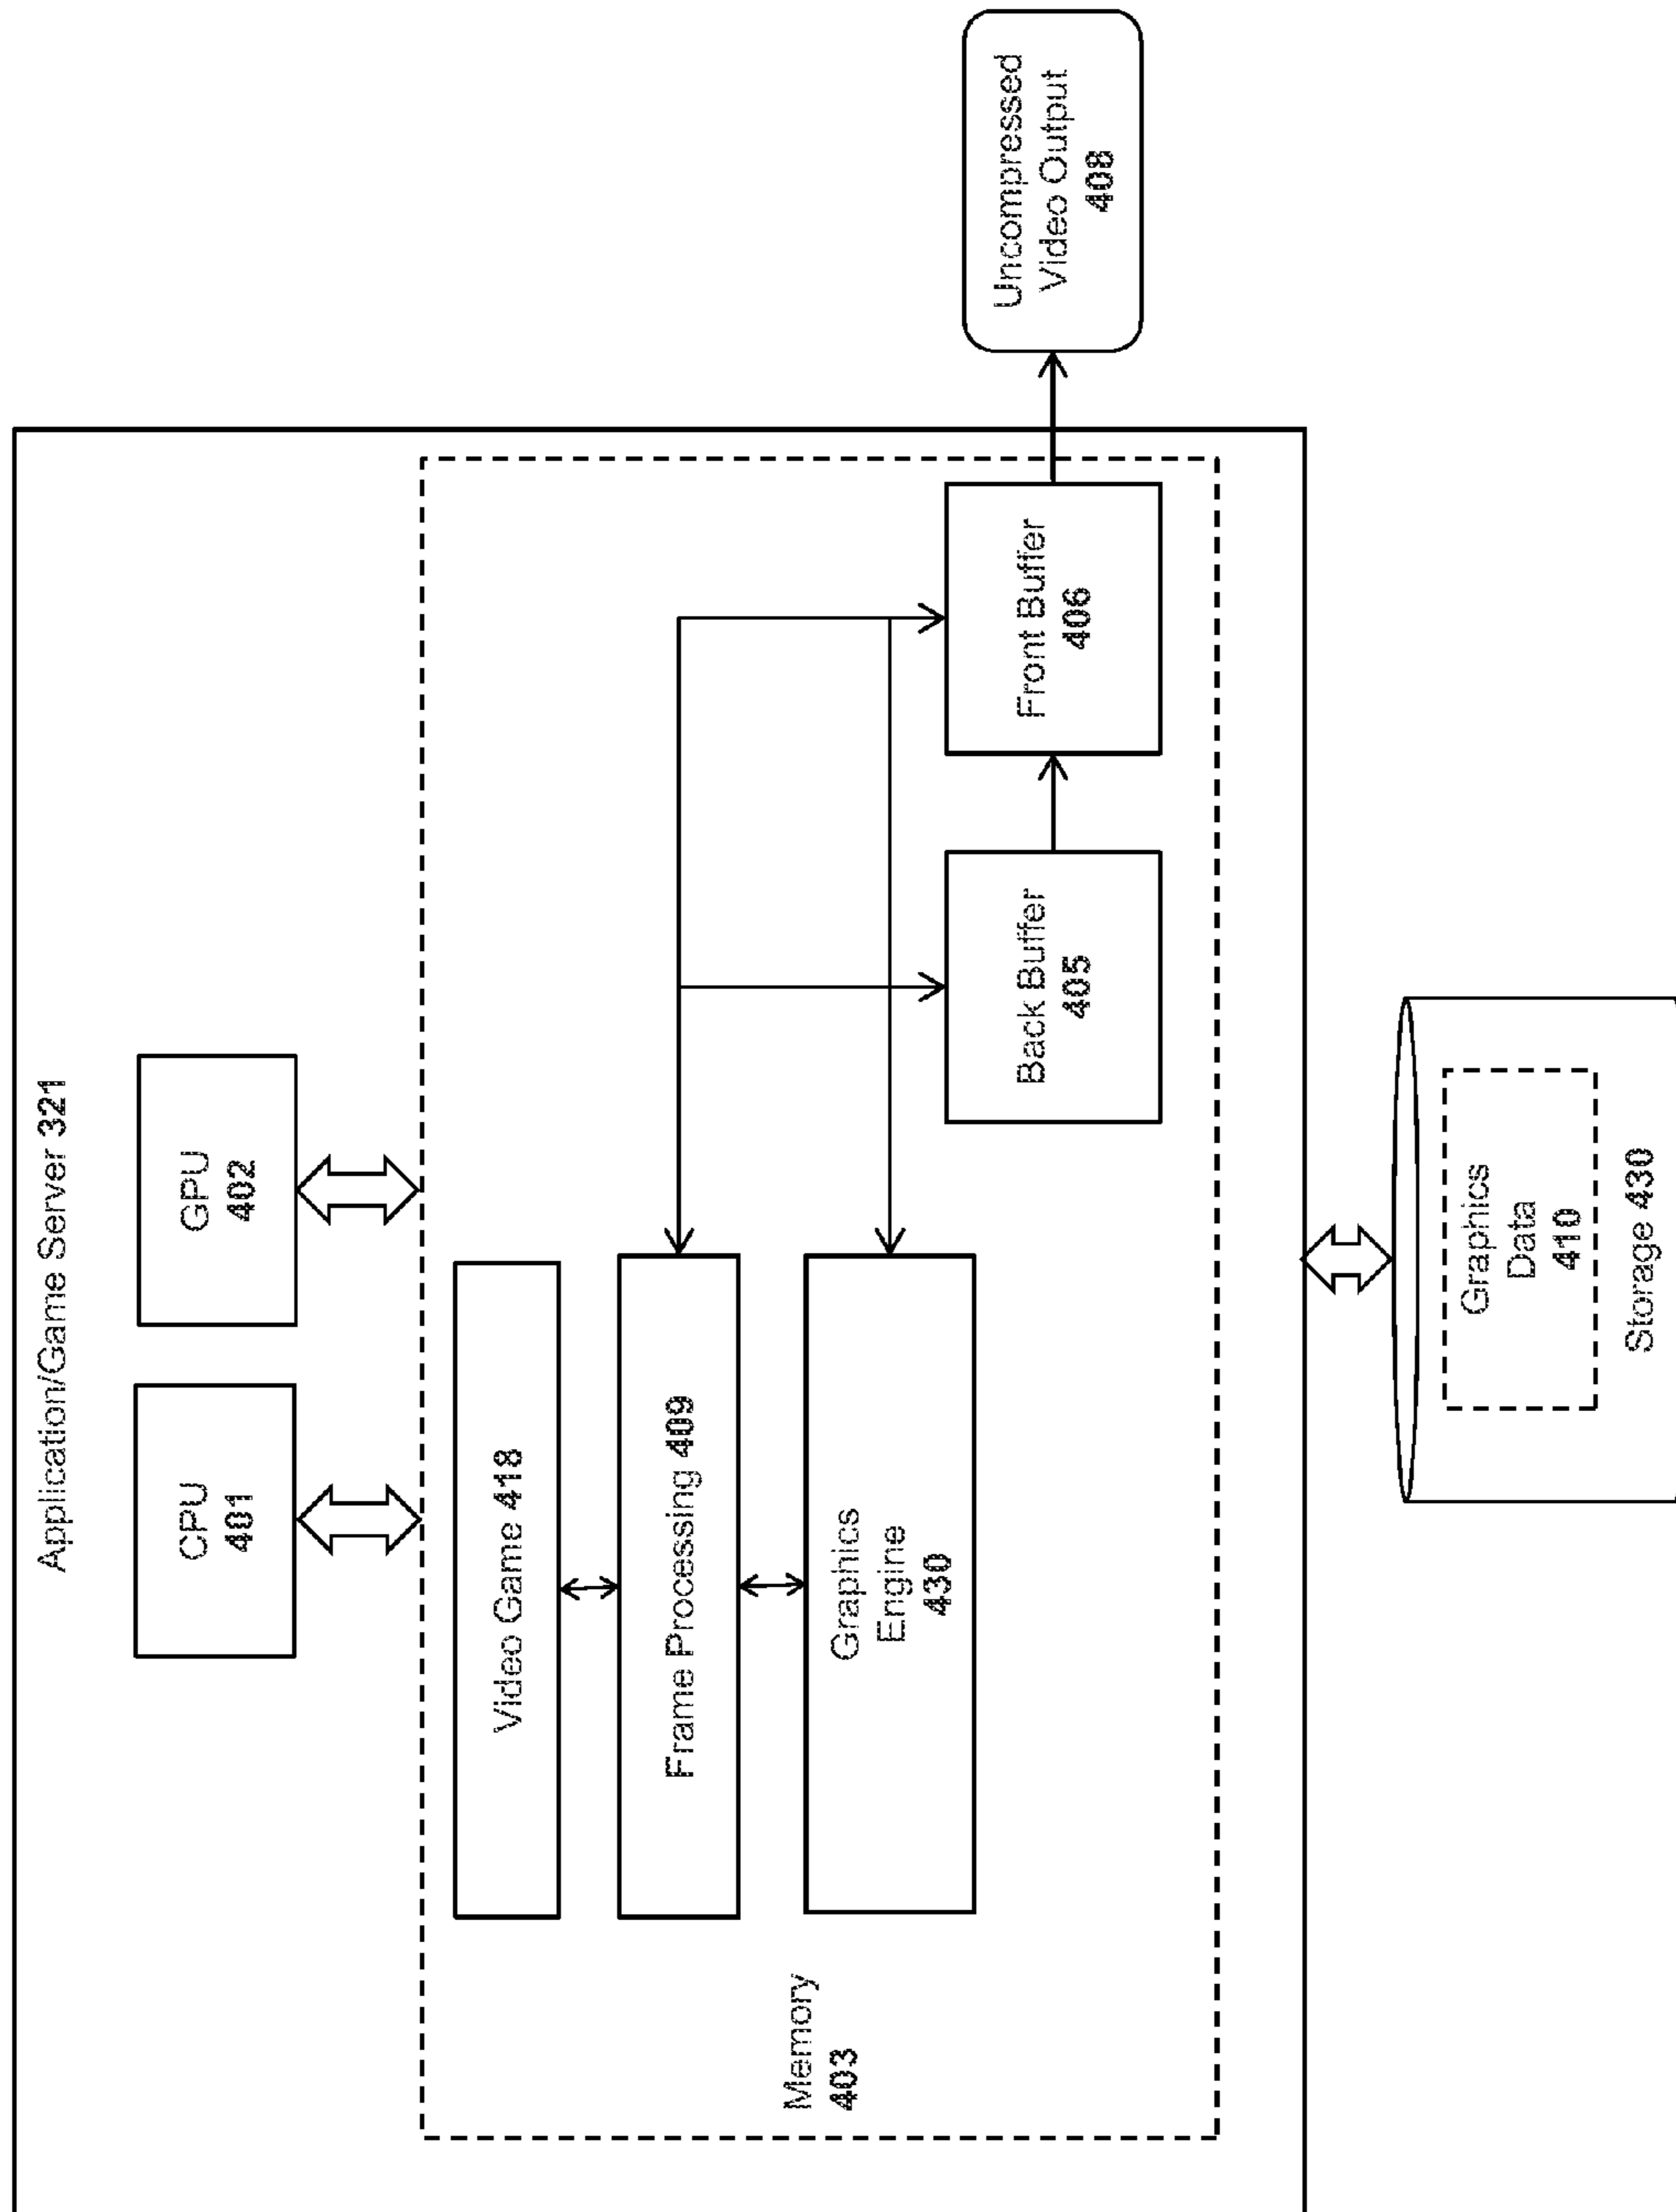 Application/Game Server 321
CPU
401
GPU
402
Video Game 418
Frame Processing 409
Graphics
Engine
430
Memory
403
Back Buffer
405
Front Buffer
406
Uncompressed
Video Output
408
Graphics
Data
410
Storage 430